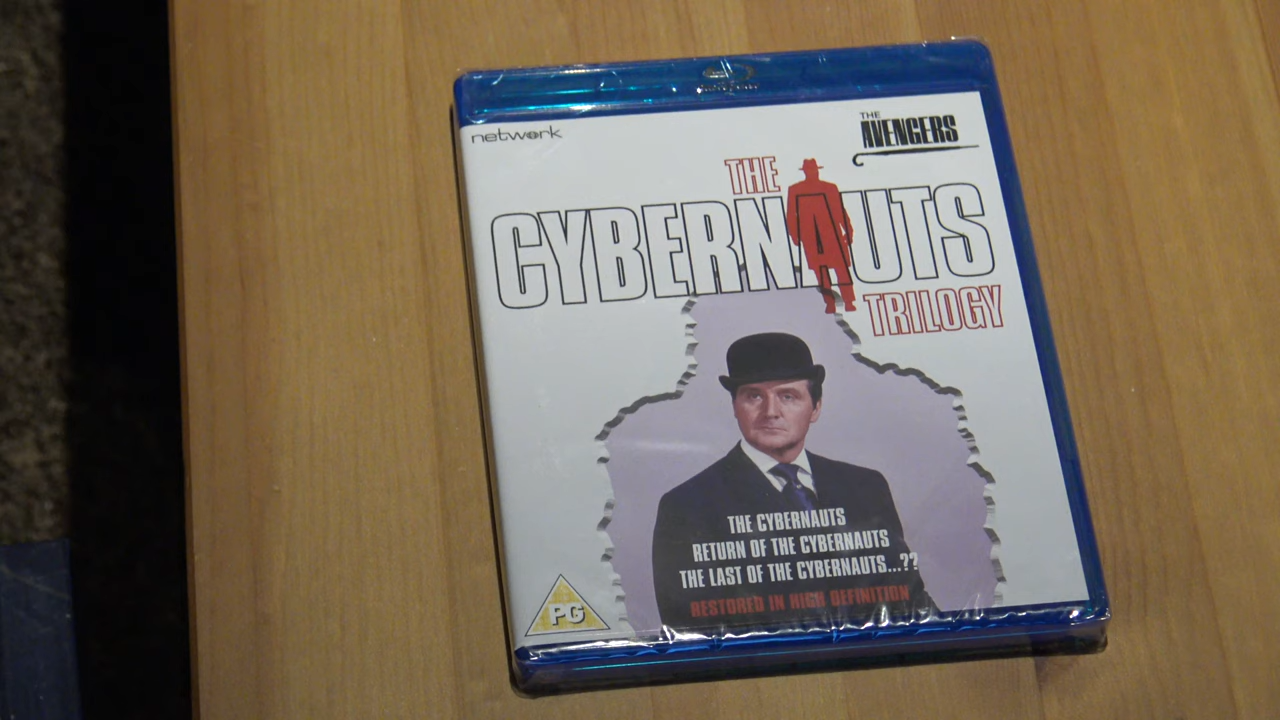 network
THE
AVENGERS
THE
CYBERNAUTS
TRILOGY
THE CYBERNAUTS
RETURN OF THE CYBERNAUTS
THE LAST OF THE CYBERNAUTS...??
RESTORED IN HIGH DEFINITION
PG